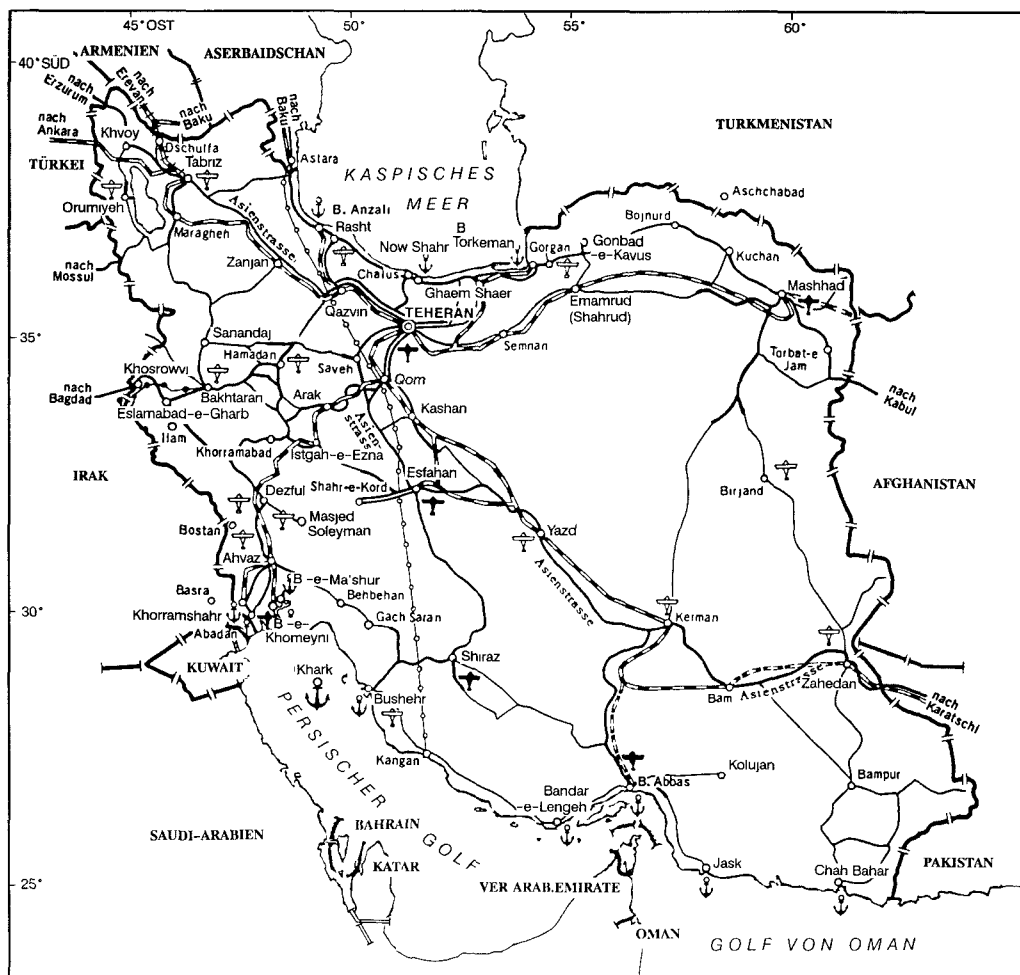 45° OST
50°
55°
60°
ARMENIEN
ASERBAIDSCHAN
40° SÜD
nach Erzurum
nach Erevan
nach Baku
nach Baku
nach Ankara
Khvoy
Dschulfa
Astara
TURKMENISTAN
TÜRKEI
Tabriz
KASPISCHES
MEER
Aschchabad
Orumiyeh
B. Anzali
Rasht
B
Torkeman
Bojnurd
Maragheh
Asienstrasse
Now Shahr
Gorgan
Gonbad
-e-Kavus
Kuchan
nach Mossul
Zanjan
Chalus
Ghaem Shaer
Mashhad
Qazvin
TEHERAN
Emamrud
(Shahrud)
35°
Sanandaj
Semnan
Hamadan
Saveh
Torbat-e
Jam
Khosrowvi
Qom
nach Bagdad
Bakhtaran
Arak
Kashan
nach Kabul
Eslamabad-e-Gharb
Ilam
Asien-
strasse
Khorramabad
Istgah-e-Ezna
IRAK
Esfahan
Shahr-e-Kord
Birjand
AFGHANISTAN
Dezful
Bostan
Masjed
Soleyman
Yazd
Ahvaz
Asienstrasse
B -e-Ma'shur
Basra
Behbehan
30°
Khorramshahr
Gach Saran
Kerman
Abadan
B -e-
Khomeyni
KUWAIT
Shiraz
Khark
Bam
Asienstrasse
Zahedan
Bushehr
nach Karatschi
PERSISCHER
GOLF
Kangan
Kolujan
B. Abbas
Bampur
Bandar
-e-Lengeh
SAUDI-ARABIEN
BAHRAIN
KATAR
Jask
PAKISTAN
Chah Bahar
25°
VER ARAB.EMIRATE
OMAN
GOLF VON OMAN